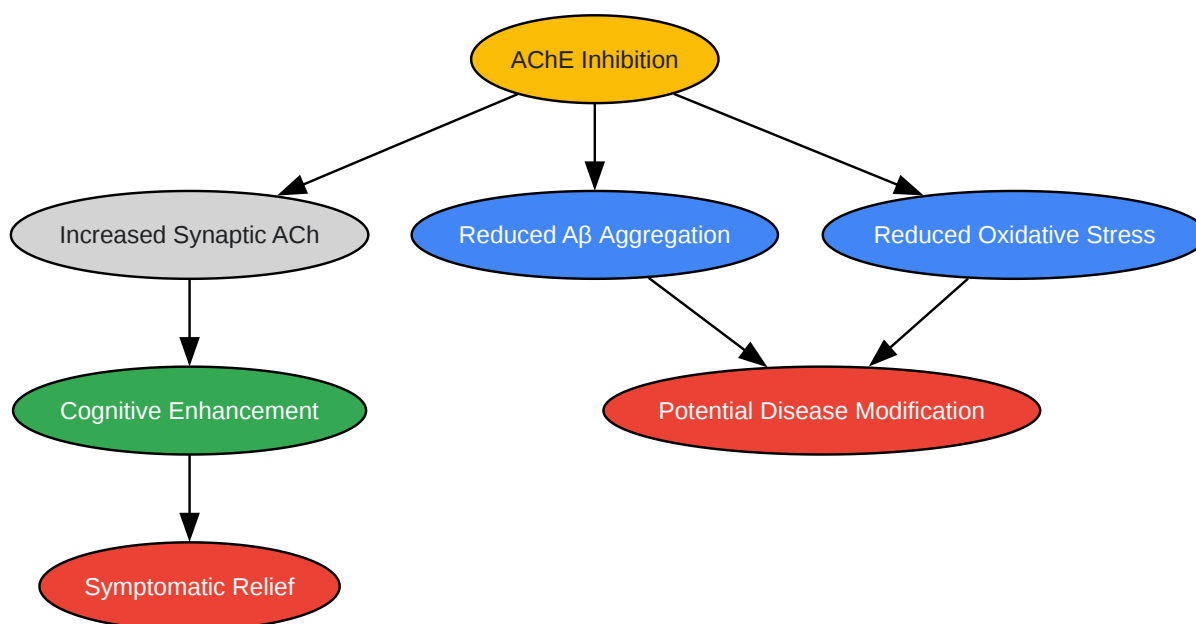 AChE Inhibition
Increased Synaptic ACh
Reduced Aβ Aggregation
Reduced Oxidative Stress
Cognitive Enhancement
Potential Disease Modification
Symptomatic Relief